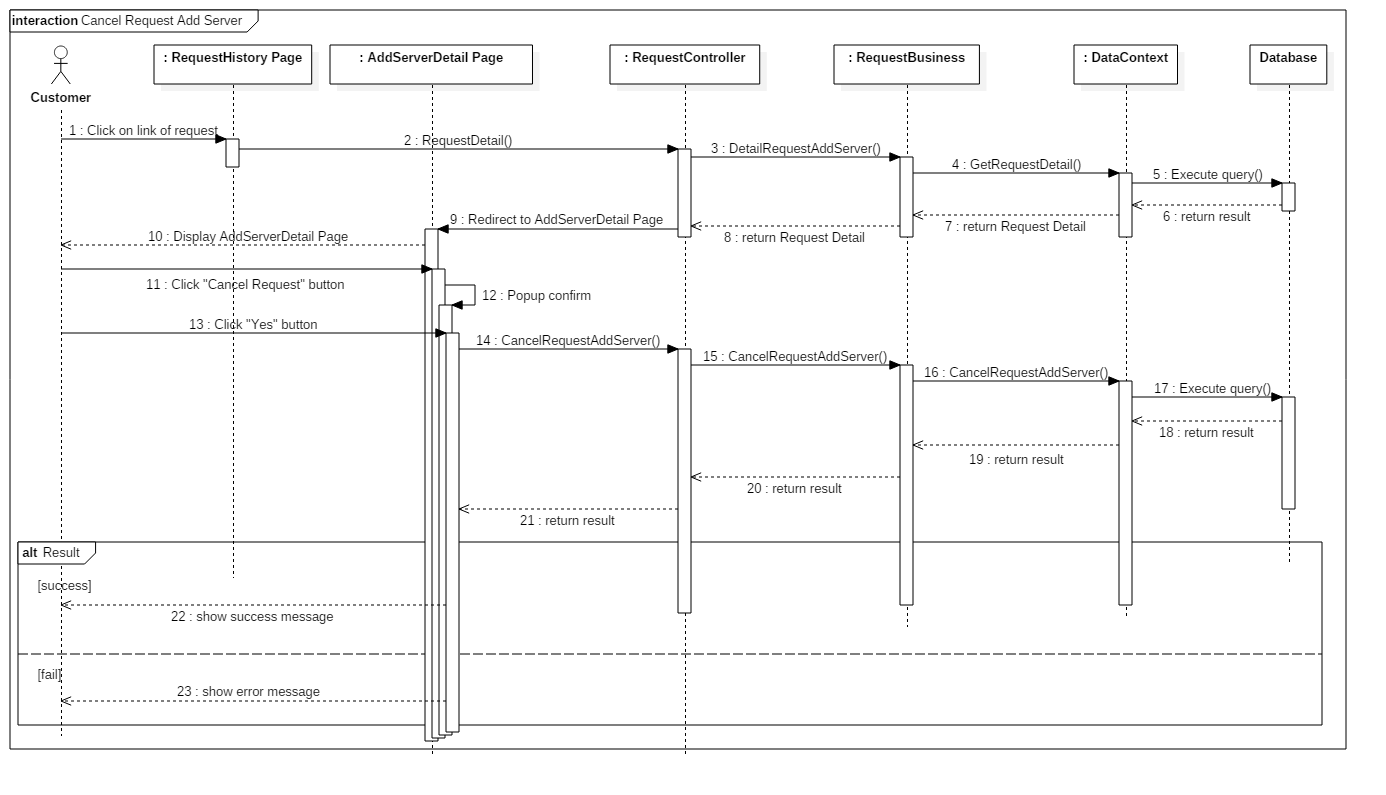 interaction Cancel Request Add Server
: RequestHistory Page
: AddServerDetail Page
: RequestController
: RequestBusiness
: DataContext
Database
Customer
1 : Click on link of request
2 : RequestDetail()
3 : DetailRequestAddServer()
4 : GetRequestDetail()
5 : Execute query()
6 : return result
7 : return Request Detail
8 : return Request Detail
9 : Redirect to AddServerDetail Page
10 : Display AddServerDetail Page
11 : Click "Cancel Request" button
12 : Popup confirm
13 : Click "Yes" button
14 : CancelRequestAddServer()
15 : CancelRequestAddServer()
16 : CancelRequestAddServer()
17 : Execute query()
18 : return result
19 : return result
20 : return result
21 : return result
alt Result
[success]
22 : show success message
[fail]
23 : show error message